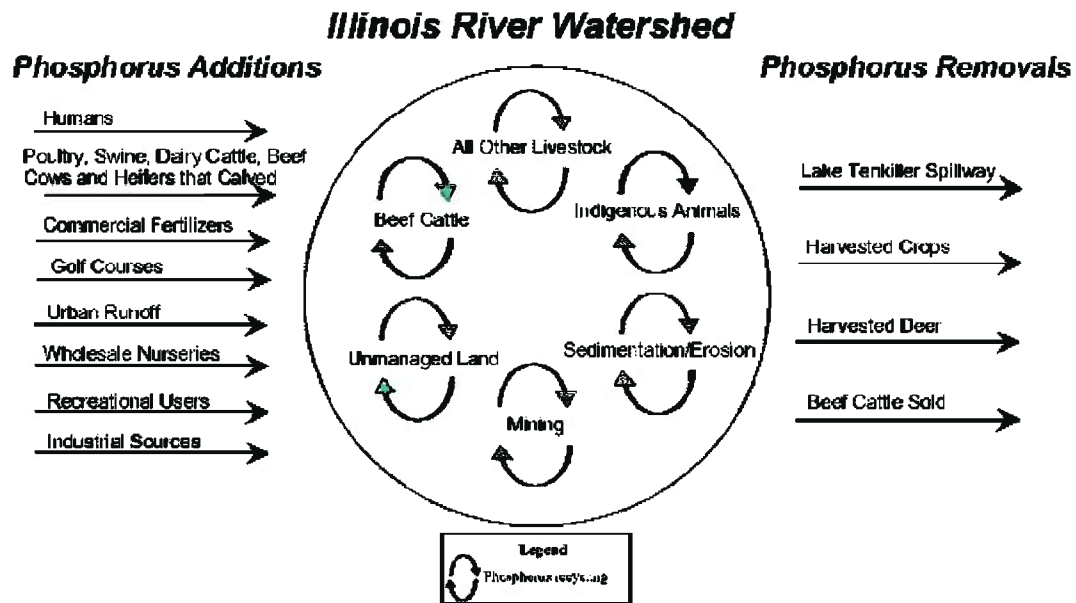 Illinois River Watershed
Phosphorus Additions
Humans
Poultry, Swine, Dairy Cattle, Beef
Cows and Heifers that Calved
Commercial Fertilizers
Golf Courses
Urban Runoff
Wholesale Nurseries
Recreational Users
Industrial Sources
All Other Livestock
Beef Cattle
Indigenous Animals
Unmanaged Land
Sedimentation/Erosion
Mining
Phosphorus Removals
Lake Tenkiller Spillway
Harvested Crops
Harvested Deer
Beef Cattle Sold
Legend
Phosphorus recycling